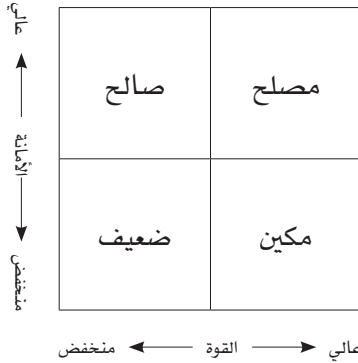 عالي
الأمانة
منخفض
مصلح
صالح
مكين
ضعيف
عالي
القوة
منخفض